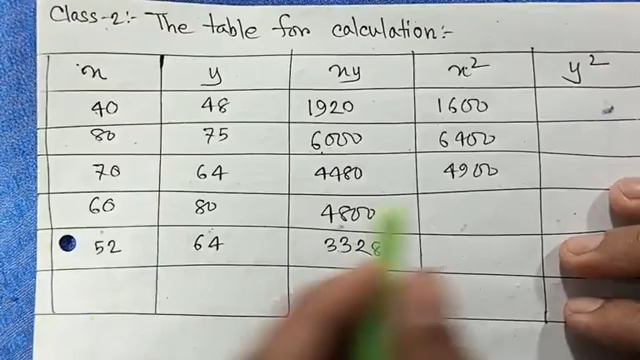 Class-2:- The table for calculation:-
x y xy x² y²
40 48 1920 1600
80 75 6000 6400
70 64 4480 4900
60 80 4800
52 64 3328